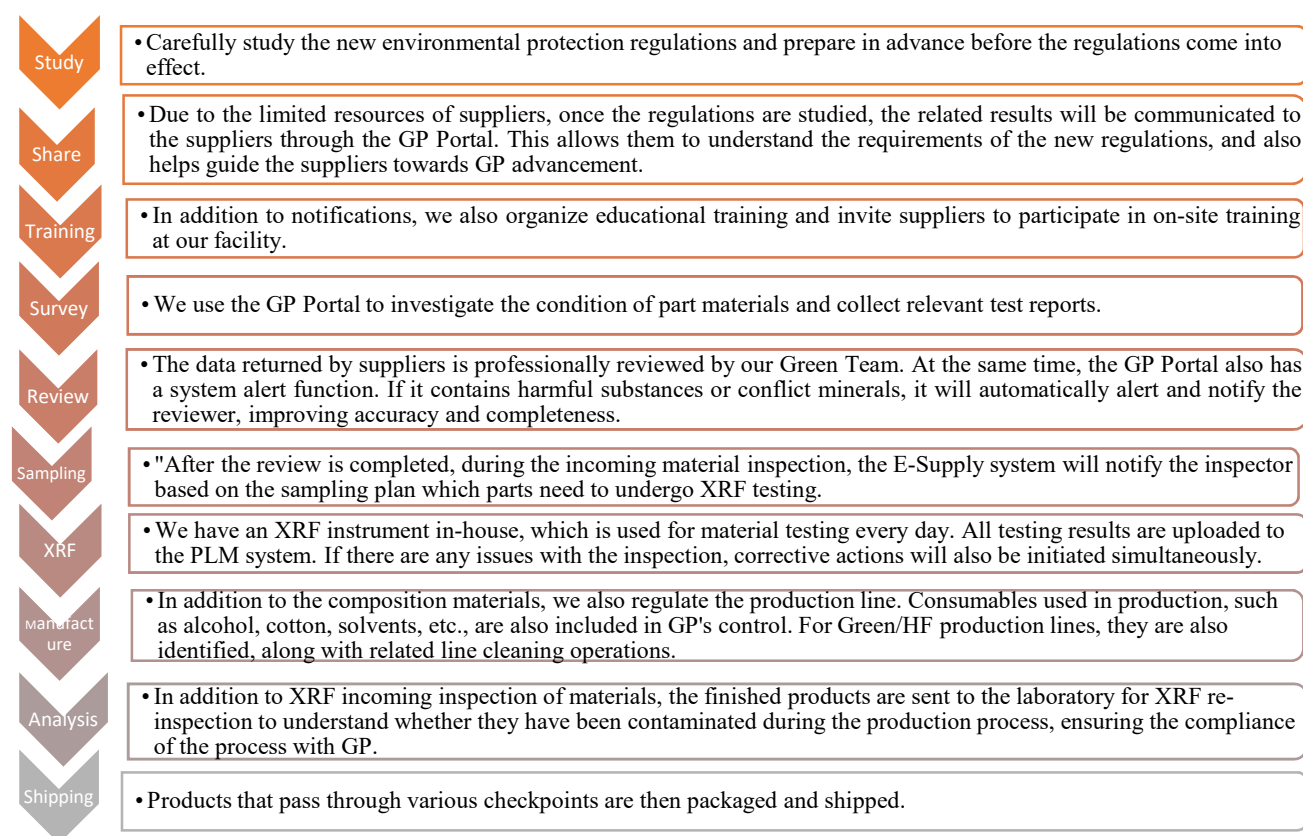 Study
• Carefully study the new environmental protection regulations and prepare in advance before the regulations come into
effect.
Share
• Due to the limited resources of suppliers, once the regulations are studied, the related results will be communicated to
the suppliers through the GP Portal. This allows them to understand the requirements of the new regulations, and also
helps guide the suppliers towards GP advancement.
Training
• In addition to notifications, we also organize educational training and invite suppliers to participate in on-site training
at our facility.
Survey
• We use the GP Portal to investigate the condition of part materials and collect relevant test reports.
Review
• The data returned by suppliers is professionally reviewed by our Green Team. At the same time, the GP Portal also has
a system alert function. If it contains harmful substances or conflict minerals, it will automatically alert and notify the
reviewer, improving accuracy and completeness.
Sampling
• "After the review is completed, during the incoming material inspection, the E-Supply system will notify the inspector
based on the sampling plan which parts need to undergo XRF testing.
XRF
• We have an XRF instrument in-house, which is used for material testing every day. All testing results are uploaded to
the PLM system. If there are any issues with the inspection, corrective actions will also be initiated simultaneously.
Manufact
ure
• In addition to the composition materials, we also regulate the production line. Consumables used in production, such
as alcohol, cotton, solvents, etc., are also included in GP's control. For Green/HF production lines, they are also
identified, along with related line cleaning operations.
Analysis
• In addition to XRF incoming inspection of materials, the finished products are sent to the laboratory for XRF re-
inspection to understand whether they have been contaminated during the production process, ensuring the compliance
of the process with GP.
Shipping
• Products that pass through various checkpoints are then packaged and shipped.